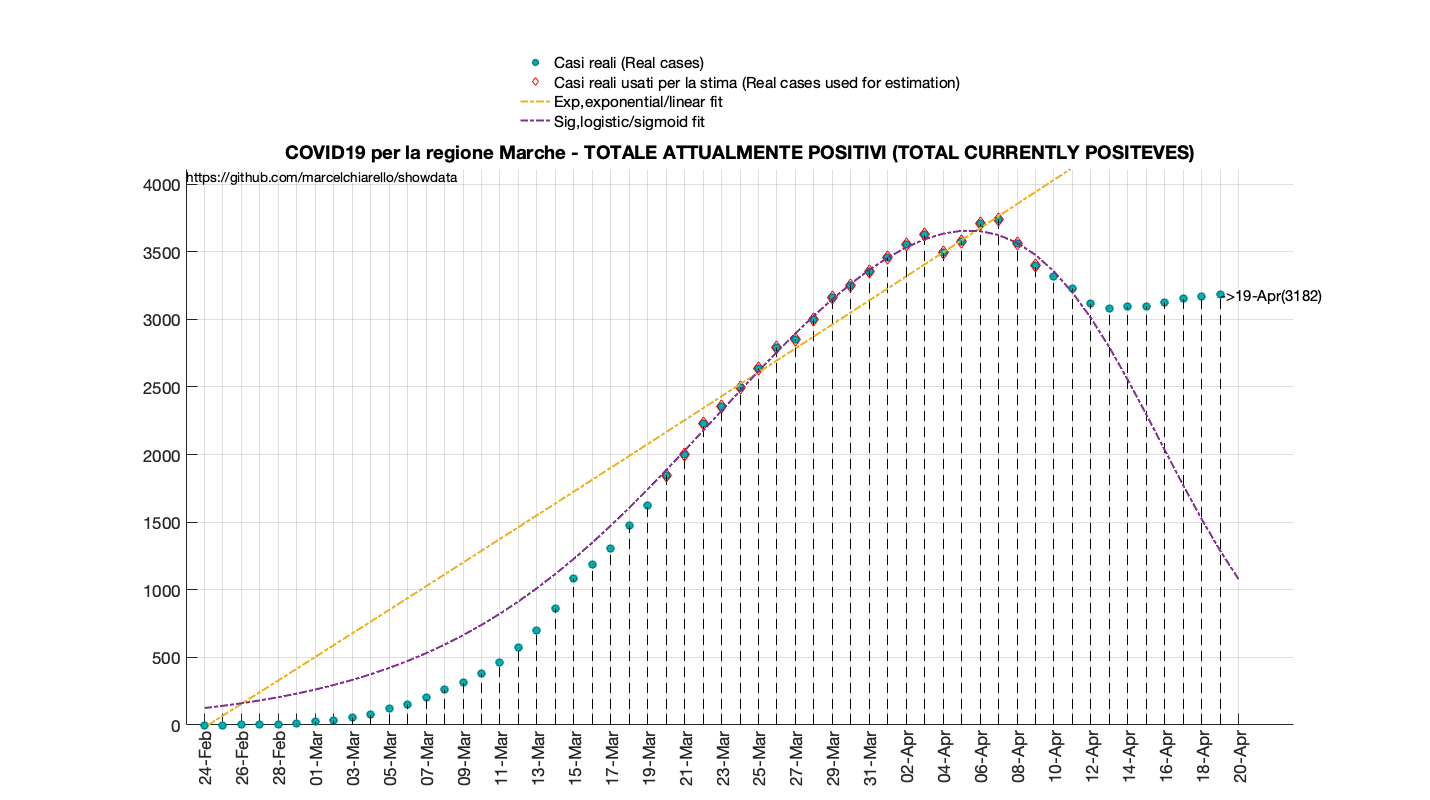 Casi reali (Real cases)
Casi reali usati per la stima (Real cases used for estimation)
Exp,exponential/linear fit
Sig,logistic/sigmoid fit
COVID19 per la regione Marche - TOTALE ATTUALMENTE POSITIVI (TOTAL CURRENTLY POSITEVES)
https://github.com/marcelchiarello/showdata
4000
3500
3000
2500
2000
1500
1000
500
0
->19-Apr(3182)
24-Feb
26-Feb
28-Feb
01-Mar
03-Mar
05-Mar
07-Mar
09-Mar
11-Mar
13-Mar
15-Mar
17-Mar
19-Mar
21-Mar
23-Mar
25-Mar
27-Mar
29-Mar
31-Mar
02-Apr
04-Apr
06-Apr
08-Apr
10-Apr
12-Apr
14-Apr
16-Apr
18-Apr
20-Apr